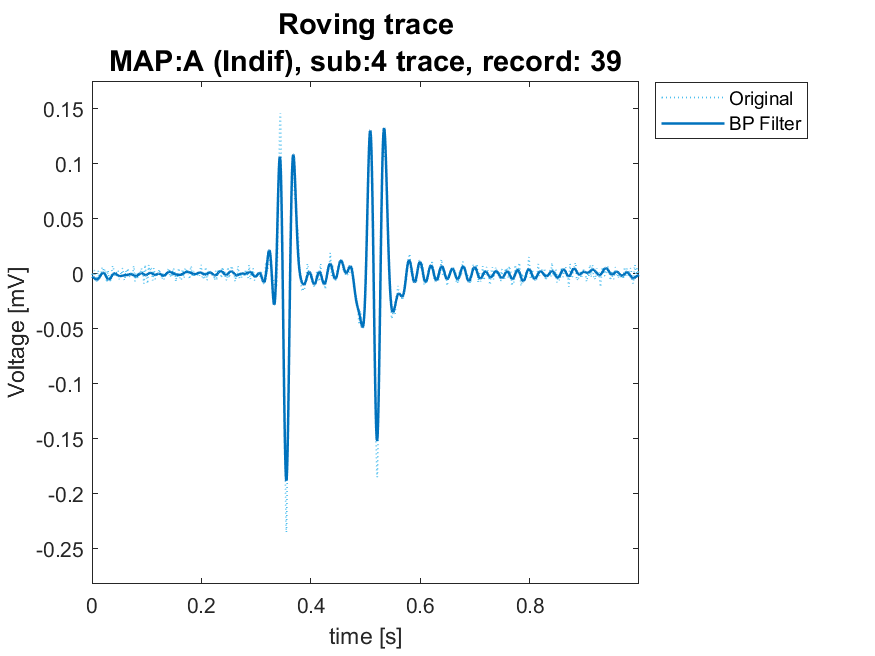 Roving trace
MAP:A (Indif), sub:4 trace, record: 39
Original
BP Filter
0.15
0.1
0.05
0
-0.05
-0.1
-0.15
-0.2
-0.25
Voltage [mV]
0 0.2 0.4 0.6 0.8
time [s]